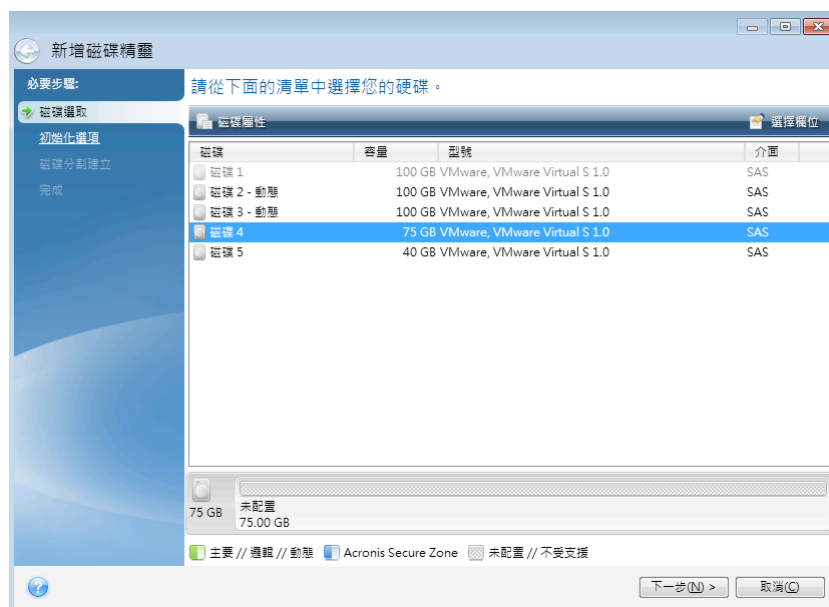 新增磁碟精靈
必要步驟:
磁碟選取
初始化選項
磁碟分割建立
完成
請從下面的清單中選擇您的硬碟。
磁碟屬性 選擇欄位
磁碟 容量 型號 介面
磁碟 1 100 GB VMware, VMware Virtual S 1.0 SAS
磁碟 2 - 動態 100 GB VMware, VMware Virtual S 1.0 SAS
磁碟 3 - 動態 100 GB VMware, VMware Virtual S 1.0 SAS
磁碟 4 75 GB VMware, VMware Virtual S 1.0 SAS
磁碟 5 40 GB VMware, VMware Virtual S 1.0 SAS
75 GB
未配置
75.00 GB
主要 // 邏輯 // 動態 Acronis Secure Zone 未配置 // 不受支援
下一步(N) > 取消(C)